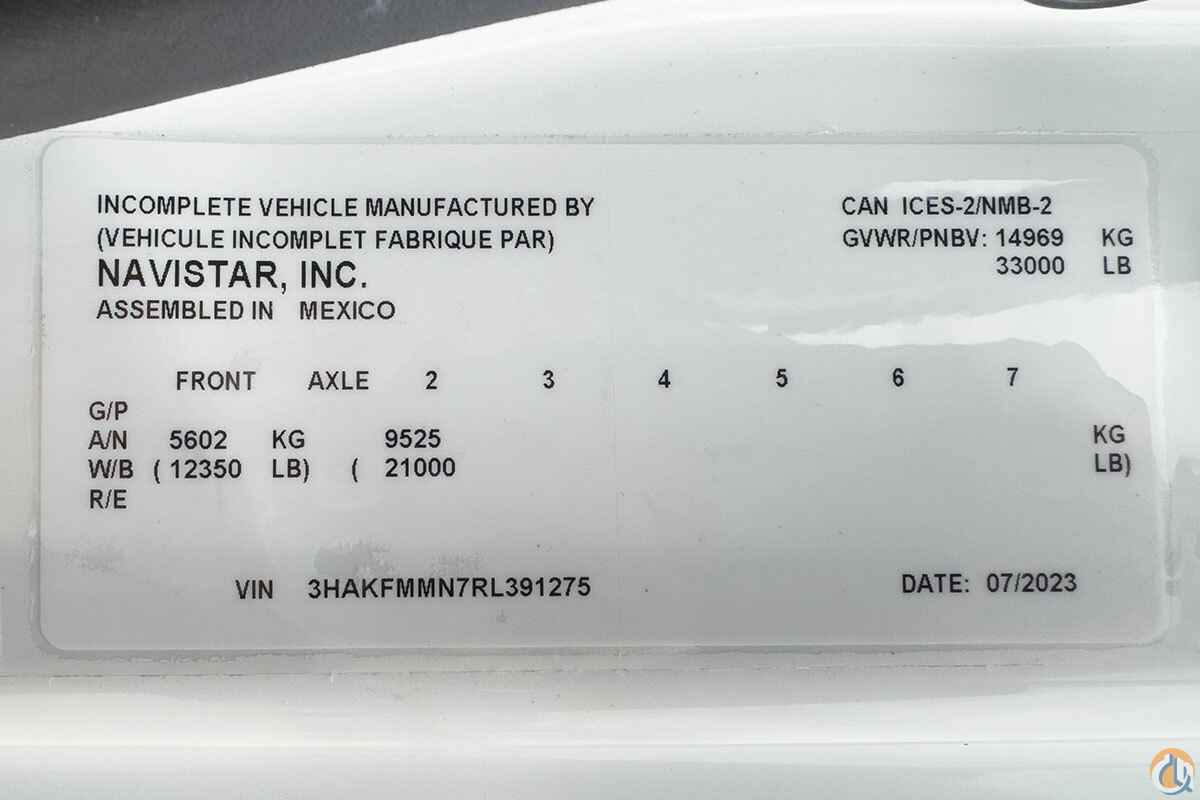 INCOMPLETE VEHICLE MANUFACTURED BY
(VEHICULE INCOMPLET FABRIQUE PAR)
NAVISTAR, INC.
ASSEMBLED IN MEXICO
CAN ICES-2/NMB-2
GVWR/PNBV: 14969 KG
33000 LB
FRONT AXLE 2 3 4 5 6 7
G/P
A/N 5602 KG 9525 KG
W/B (12350 LB) ( 21000 LB)
R/E
VIN 3HAKFMMN7RL391275 DATE: 07/2023